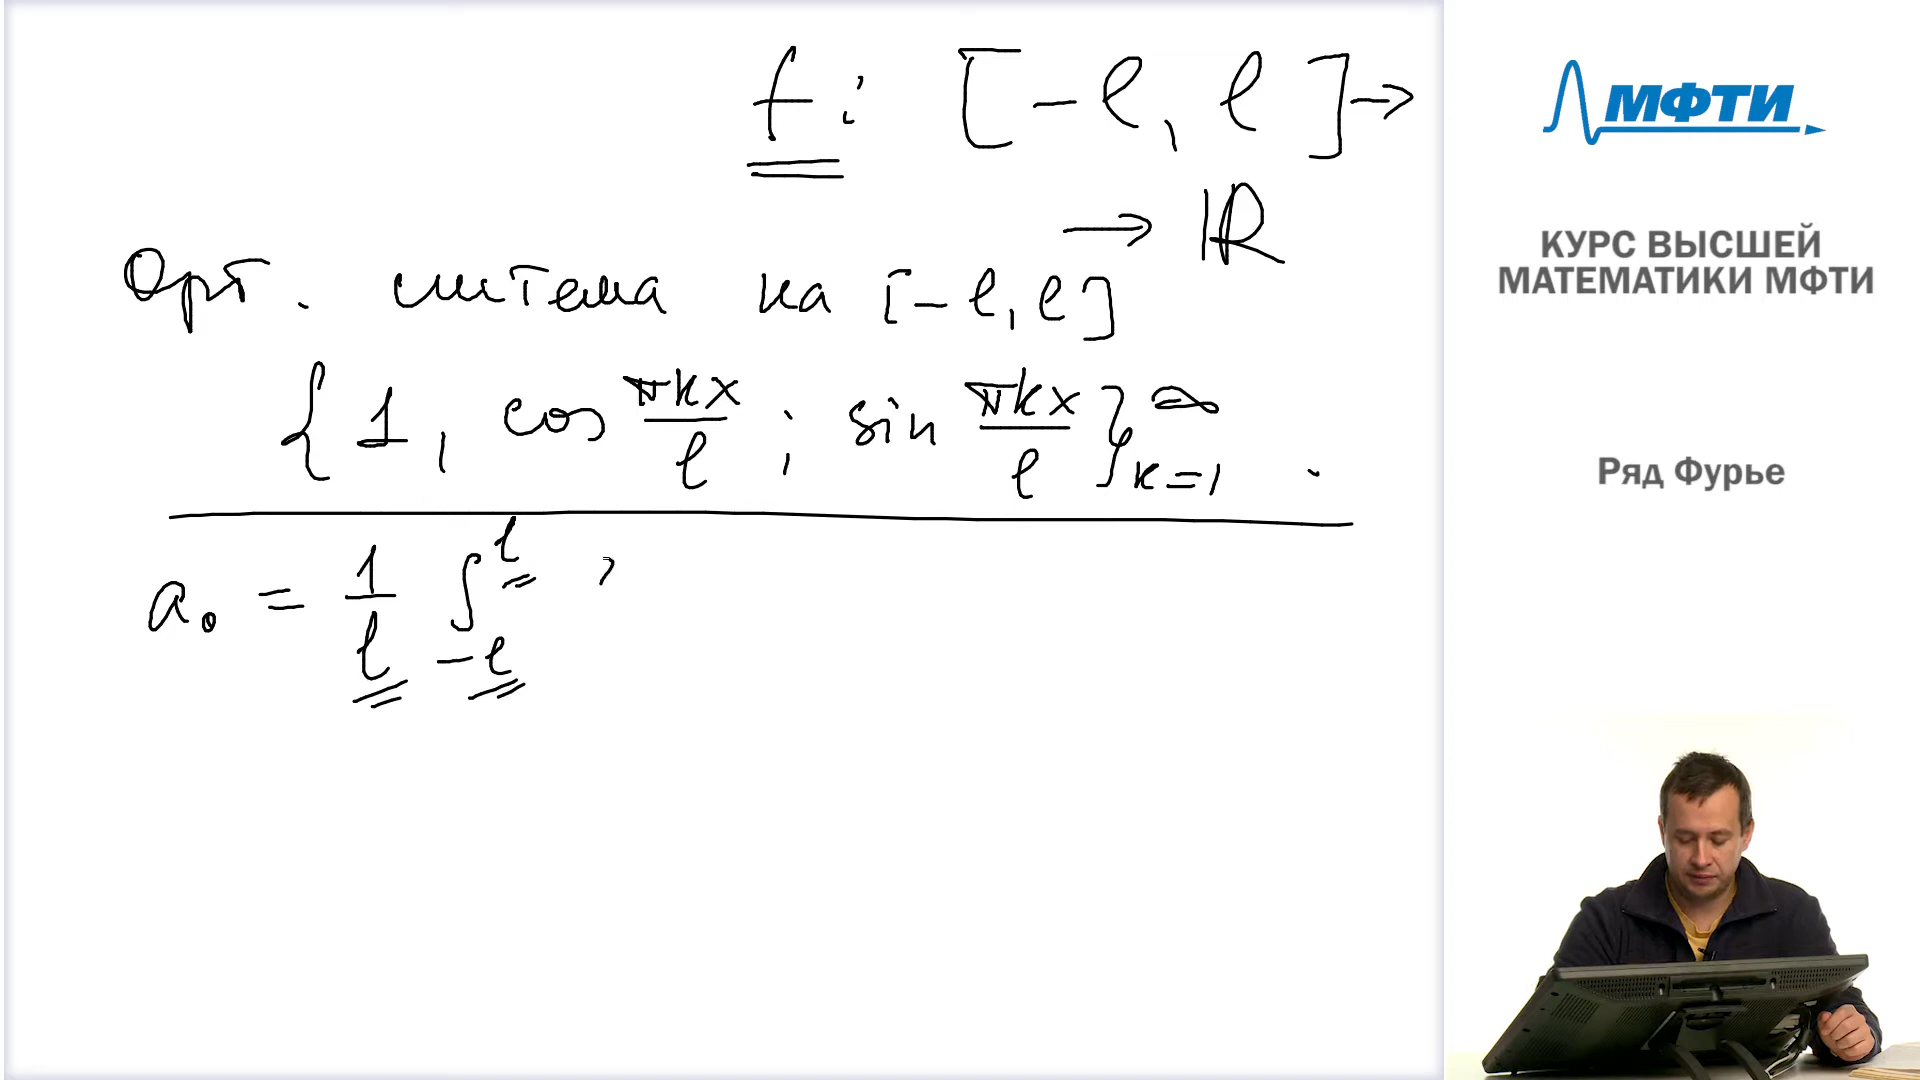 f: [-l, l] →
→ ℝ
Орт. система на [-l, l]
{ 1, cos πkx/l ; sin πkx/l }∞k=1 .
a₀ = 1/l ∫_{-l}^{l}
МФТИ
КУРС ВЫСШЕЙ
МАТЕМАТИКИ МФТИ
Ряд Фурье